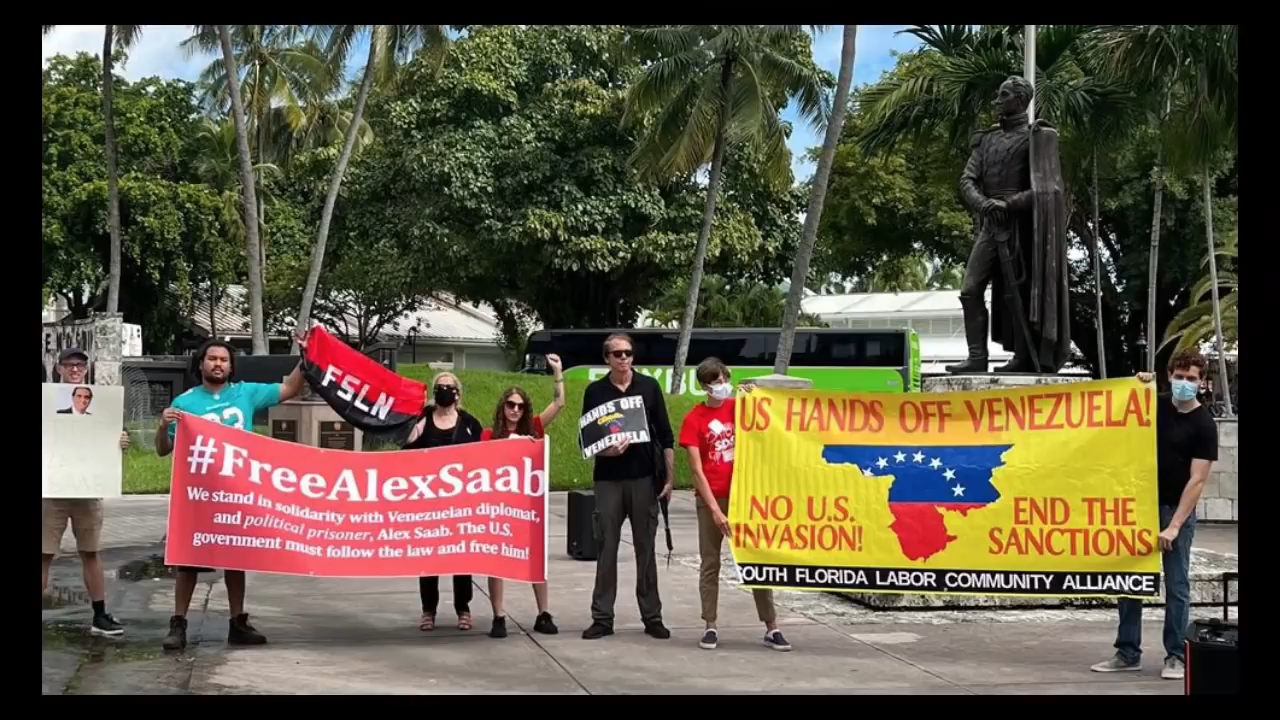 FSLN
#FreeAlexSaab
We stand in solidarity with Venezuelan diplomat,
and political prisoner, Alex Saab. The U.S.
government must follow the law and free him!
HANDS OFF
VENEZUELA
US HANDS OFF VENEZUELA!
NO U.S.
INVASION!
END THE
SANCTIONS
SOUTH FLORIDA LABOR COMMUNITY ALLIANCE